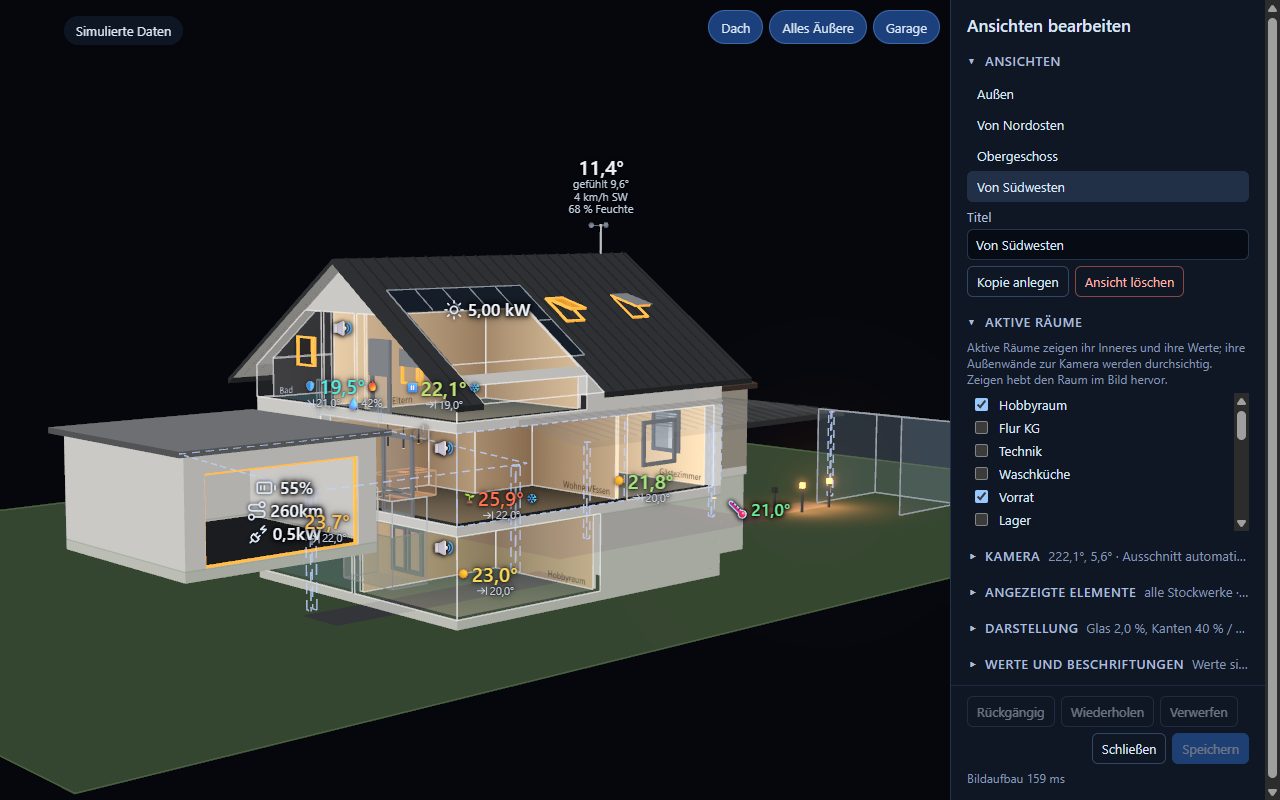 Simulierte Daten
Dach
Alles Äußere
Garage
11,4°
gefühlt 9,6°
4 km/h SW
68 % Feuchte
5,00 kW
Bad
19,5°
21,0° 42%
Eltern
22,1°
19,0°
Wohnen/Essen
25,9°
22,0°
Gästezimmer
21,8°
20,0°
21,0°
55%
260km
23,7°
0,5kW
22,0°
Hobbyraum
23,0°
20,0°
Ansichten bearbeiten
ANSICHTEN
Außen
Von Nordosten
Obergeschoss
Von Südwesten
Titel
Von Südwesten
Kopie anlegen
Ansicht löschen
AKTIVE RÄUME
Aktive Räume zeigen ihr Inneres und ihre Werte; ihre
Außenwände zur Kamera werden durchsichtig.
Zeigen hebt den Raum im Bild hervor.
Hobbyraum
Flur KG
Technik
Waschküche
Vorrat
Lager
KAMERA 222,1°, 5,6° · Ausschnitt automati...
ANGEZEIGTE ELEMENTE alle Stockwerke ·...
DARSTELLUNG Glas 2,0 %, Kanten 40 % / ...
WERTE UND BESCHRIFTUNGEN Werte si...
Rückgängig
Wiederholen
Verwerfen
Schließen
Speichern
Bildaufbau 159 ms